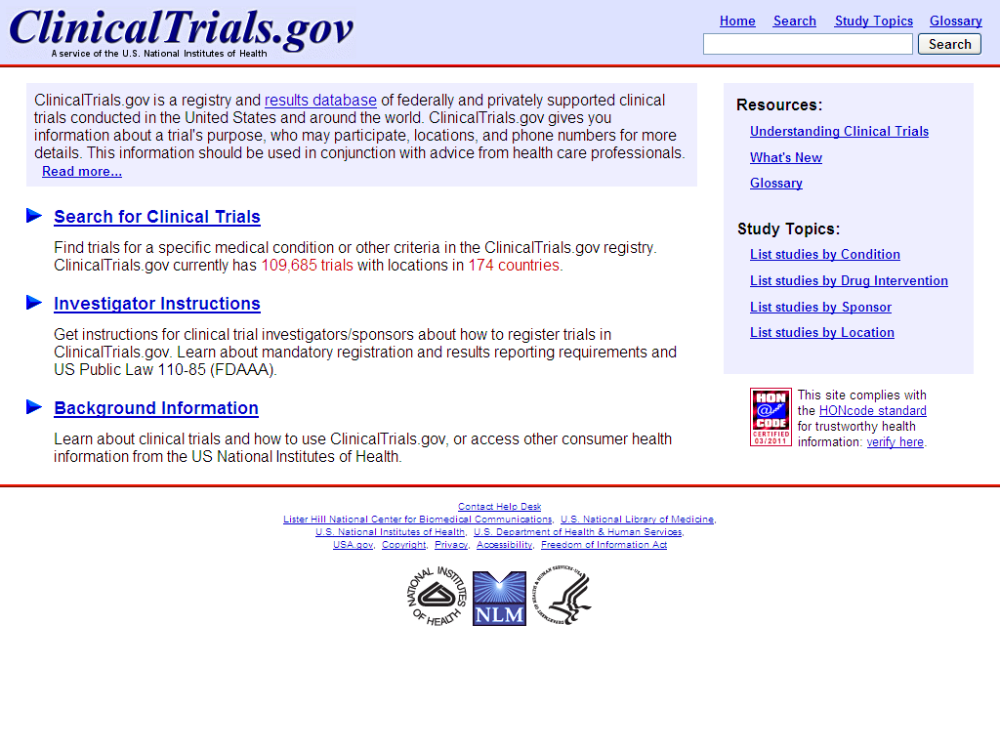 ClinicalTrials.gov
A service of the U.S. National Institutes of Health
Home Search Study Topics Glossary
Search
ClinicalTrials.gov is a registry and results database of federally and privately supported clinical
trials conducted in the United States and around the world. ClinicalTrials.gov gives you
information about a trial's purpose, who may participate, locations, and phone numbers for more
details. This information should be used in conjunction with advice from health care professionals.
Read more...
Search for Clinical Trials
Find trials for a specific medical condition or other criteria in the ClinicalTrials.gov registry.
ClinicalTrials.gov currently has 109,685 trials with locations in 174 countries.
Investigator Instructions
Get instructions for clinical trial investigators/sponsors about how to register trials in
ClinicalTrials.gov. Learn about mandatory registration and results reporting requirements and
US Public Law 110-85 (FDAAA).
Background Information
Learn about clinical trials and how to use ClinicalTrials.gov, or access other consumer health
information from the US National Institutes of Health.
Resources:
Understanding Clinical Trials
What's New
Glossary
Study Topics:
List studies by Condition
List studies by Drug Intervention
List studies by Sponsor
List studies by Location
HON
@
CODE
CERTIFIED
03/2011
This site complies with
the HONcode standard
for trustworthy health
information: verify here.
Contact Help Desk
Lister Hill National Center for Biomedical Communications, U.S. National Library of Medicine,
U.S. National Institutes of Health, U.S. Department of Health & Human Services,
USA.gov, Copyright, Privacy, Accessibility, Freedom of Information Act
NATIONAL INSTITUTES OF HEALTH
NLM
DEPARTMENT OF HEALTH & HUMAN SERVICES·USA